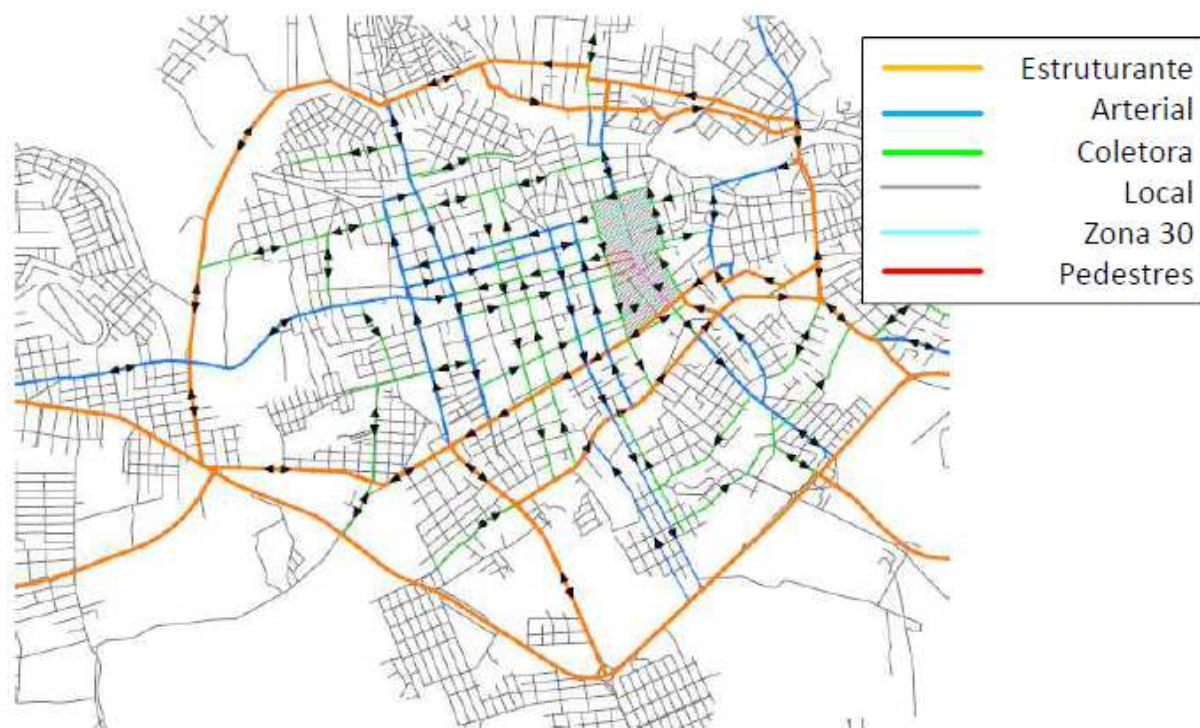 Estruturante
Arterial
Coletora
Local
Zona 30
Pedestres